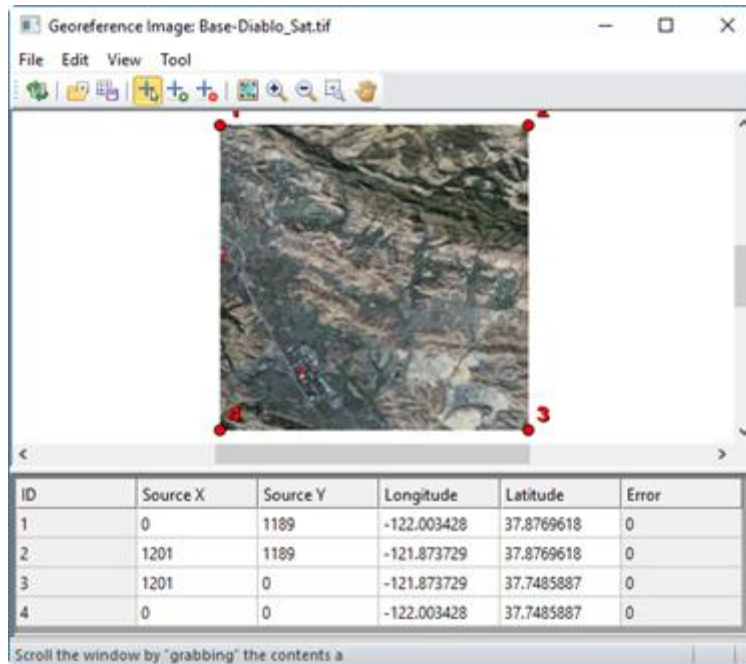 Georeference Image: Base-Diablo_Sat.tif
File Edit View Tool
1 2
4 3
ID Source X Source Y Longitude Latitude Error
1 0 1189 -122.003428 37.8769618 0
2 1201 1189 -121.873729 37.8769618 0
3 1201 0 -121.873729 37.7485887 0
4 0 0 -122.003428 37.7485887 0
Scroll the window by "grabbing" the contents a